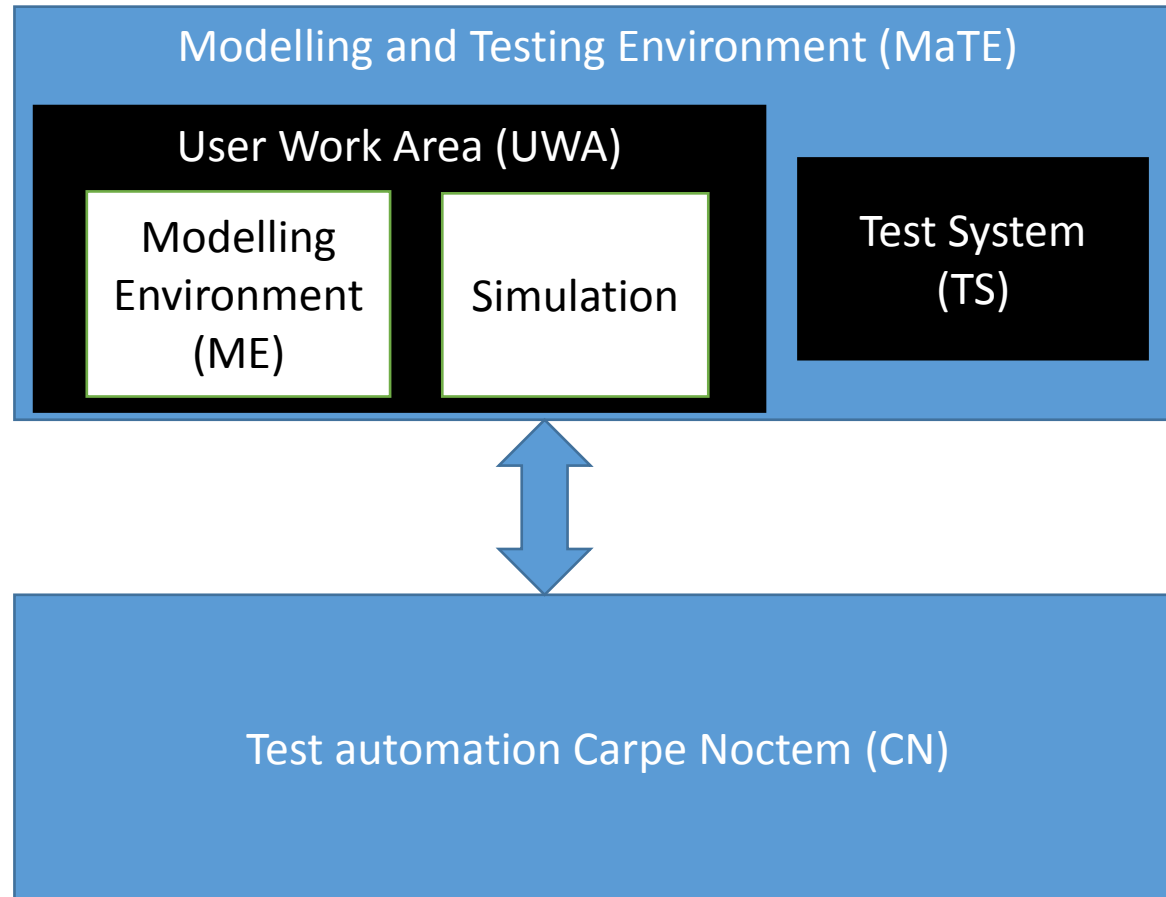 Modelling and Testing Environment (MaTE)
User Work Area (UWA)
Modelling
Environment
(ME)
Simulation
Test System
(TS)
Test automation Carpe Noctem (CN)